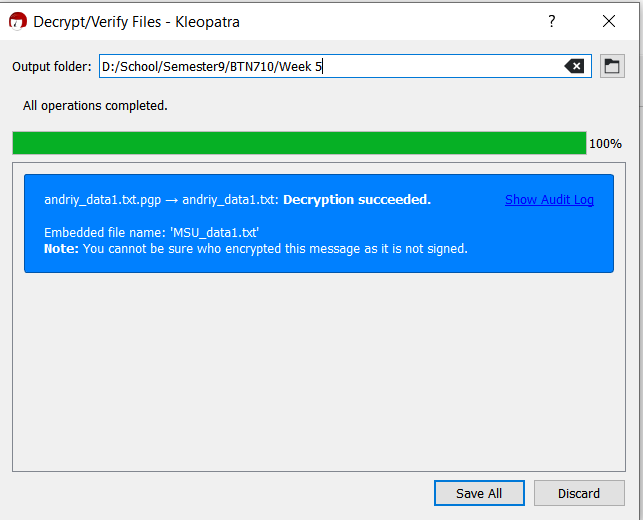 Decrypt/Verify Files - Kleopatra
?
Output folder: D:/School/Semester9/BTN710/Week 5
All operations completed.
100%
andriy_data1.txt.pgp → andriy_data1.txt: Decryption succeeded. Show Audit Log
Embedded file name: 'MSU_data1.txt'
Note: You cannot be sure who encrypted this message as it is not signed.
Save All Discard